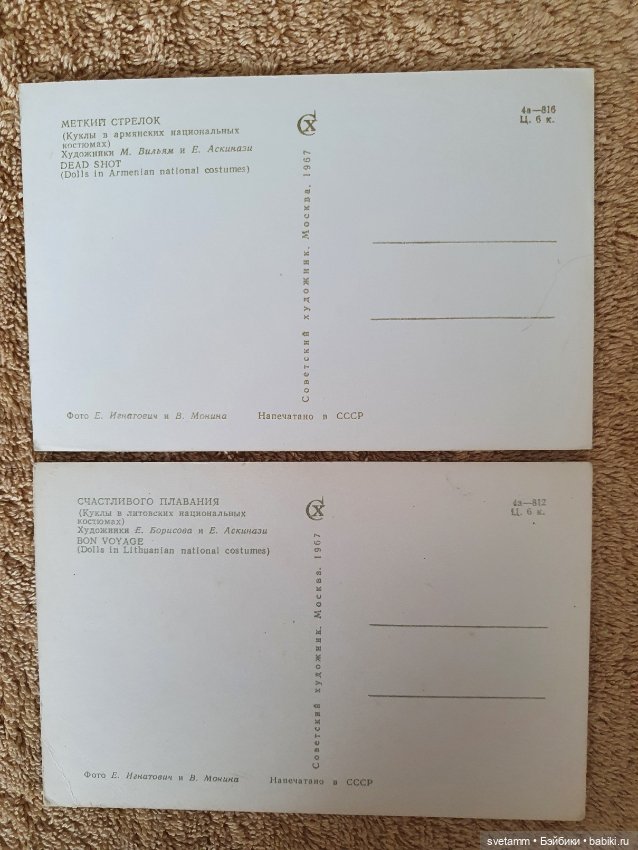 МЕТКИЙ СТРЕЛОК
(Куклы в армянских национальных
костюмах)
Художники М. Вильям и Е. Аскинази
DEAD SHOT
(Dolls in Armenian national costumes)
СХ
4а—816
Ц. 6 к.
Советский художник. Москва. 1967
Фото Е. Игнатович и В. Монина
Напечатано в СССР
СЧАСТЛИВОГО ПЛАВАНИЯ
(Куклы в литовских национальных
костюмах)
Художники Е. Борисова и Е. Аскинази
BON VOYAGE
(Dolls in Lithuanian national costumes)
СХ
4а—812
Ц. 6 к.
Советский художник. Москва. 1967
Фото Е. Игнатович и В. Монина
Напечатано в СССР
svetamm • Бэйбики • babiki.ru